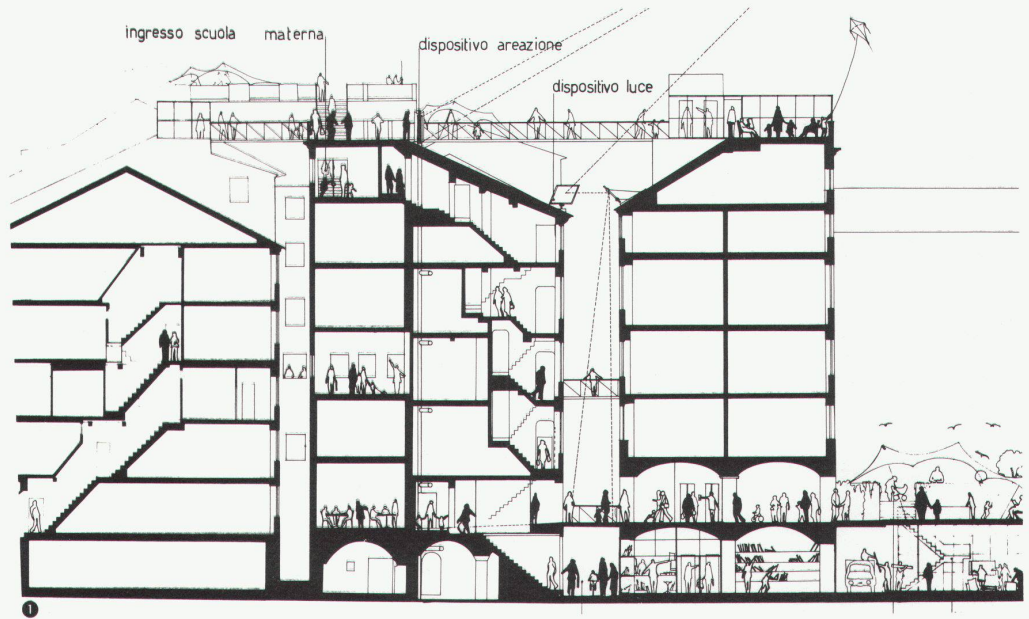 ingresso scuola materna
dispositivo areazione
dispositivo luce
1